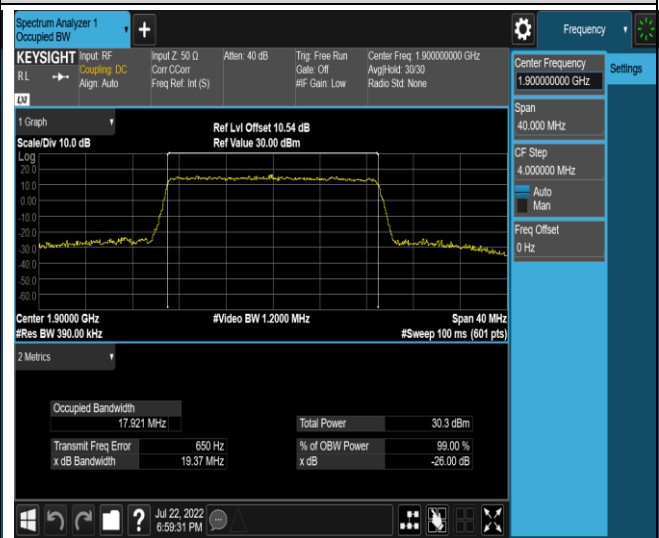 Spectrum Analyzer 1
Occupied BW
+
Frequency
KEYSIGHT
RL
LXI
Input: RF
Coupling: DC
Align: Auto
Input Z: 50 Ω
Corr CCorr
Freq Ref: Int (S)
Atten: 40 dB
Trig: Free Run
Gate: Off
#IF Gain: Low
Center Freq: 1.900000000 GHz
Avg|Hold: 30/30
Radio Std: None
Center Frequency
1.900000000 GHz
Settings
Span
40.000 MHz
CF Step
4.000000 MHz
Auto
Man
Freq Offset
0 Hz
1 Graph
Scale/Div 10.0 dB
Ref Lvl Offset 10.54 dB
Ref Value 30.00 dBm
Log
20.0
10.0
0.00
-10.0
-20.0
-30.0
-40.0
-50.0
-60.0
Center 1.90000 GHz
#Video BW 1.2000 MHz
Span 40 MHz
#Res BW 390.00 kHz
#Sweep 100 ms (601 pts)
2 Metrics
Occupied Bandwidth
17.921 MHz
Total Power 30.3 dBm
Transmit Freq Error 650 Hz
% of OBW Power 99.00 %
x dB Bandwidth 19.37 MHz
x dB -26.00 dB
?
Jul 22, 2022
6:59:31 PM